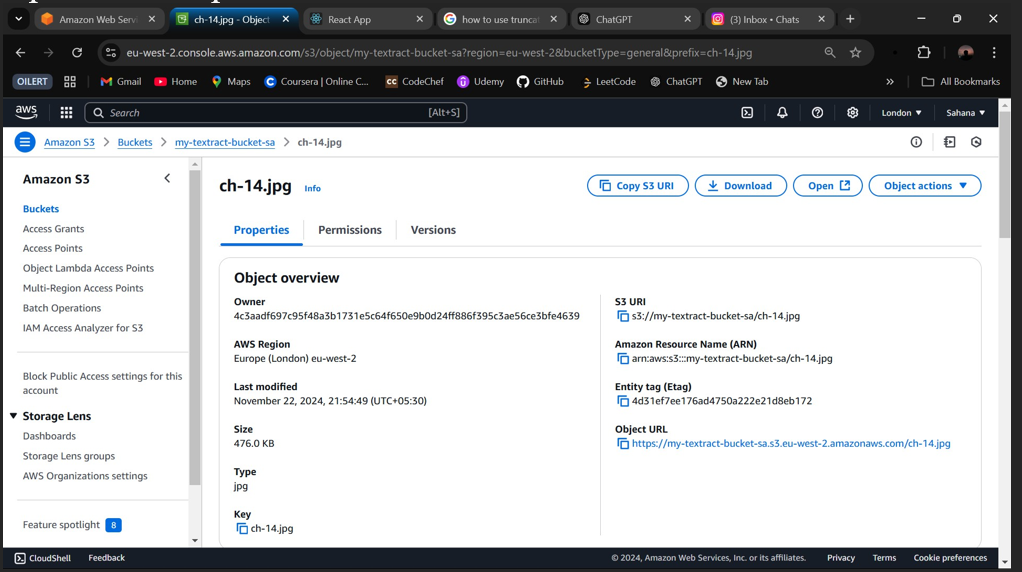 Amazon Web Servi
ch-14.jpg - Object
React App
how to use truncat
ChatGPT
(3) Inbox • Chats
eu-west-2.console.aws.amazon.com/s3/object/my-textract-bucket-sa?region=eu-west-2&bucketType=general&prefix=ch-14.jpg
OILERT
Gmail
Home
Maps
Coursera | Online C...
CodeChef
Udemy
GitHub
LeetCode
ChatGPT
New Tab
All Bookmarks
aws
Search
[Alt+S]
London
Sahana
Amazon S3
Buckets
my-textract-bucket-sa
ch-14.jpg
Amazon S3
Buckets
Access Grants
Access Points
Object Lambda Access Points
Multi-Region Access Points
Batch Operations
IAM Access Analyzer for S3
Block Public Access settings for this
account
Storage Lens
Dashboards
Storage Lens groups
AWS Organizations settings
Feature spotlight 8
ch-14.jpg Info
Copy S3 URI
Download
Open
Object actions
Properties
Permissions
Versions
Object overview
Owner
4c3aadf697c95f48a3b1731e5c64f650e9b0d24ff886f395c3ae56ce3bfe4639
AWS Region
Europe (London) eu-west-2
Last modified
November 22, 2024, 21:54:49 (UTC+05:30)
Size
476.0 KB
Type
jpg
Key
ch-14.jpg
S3 URI
s3://my-textract-bucket-sa/ch-14.jpg
Amazon Resource Name (ARN)
arn:aws:s3:::my-textract-bucket-sa/ch-14.jpg
Entity tag (Etag)
4d31ef7ee176ad4750a222e21d8eb172
Object URL
https://my-textract-bucket-sa.s3.eu-west-2.amazonaws.com/ch-14.jpg
CloudShell
Feedback
© 2024, Amazon Web Services, Inc. or its affiliates.
Privacy
Terms
Cookie preferences